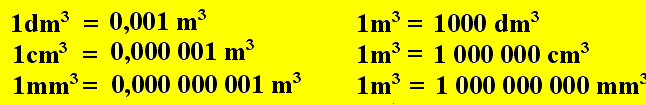 1dm³ = 0,001 m³ 1m³ = 1000 dm³
1cm³ = 0,000 001 m³ 1m³ = 1 000 000 cm³
1mm³ = 0,000 000 001 m³ 1m³ = 1 000 000 000 mm³